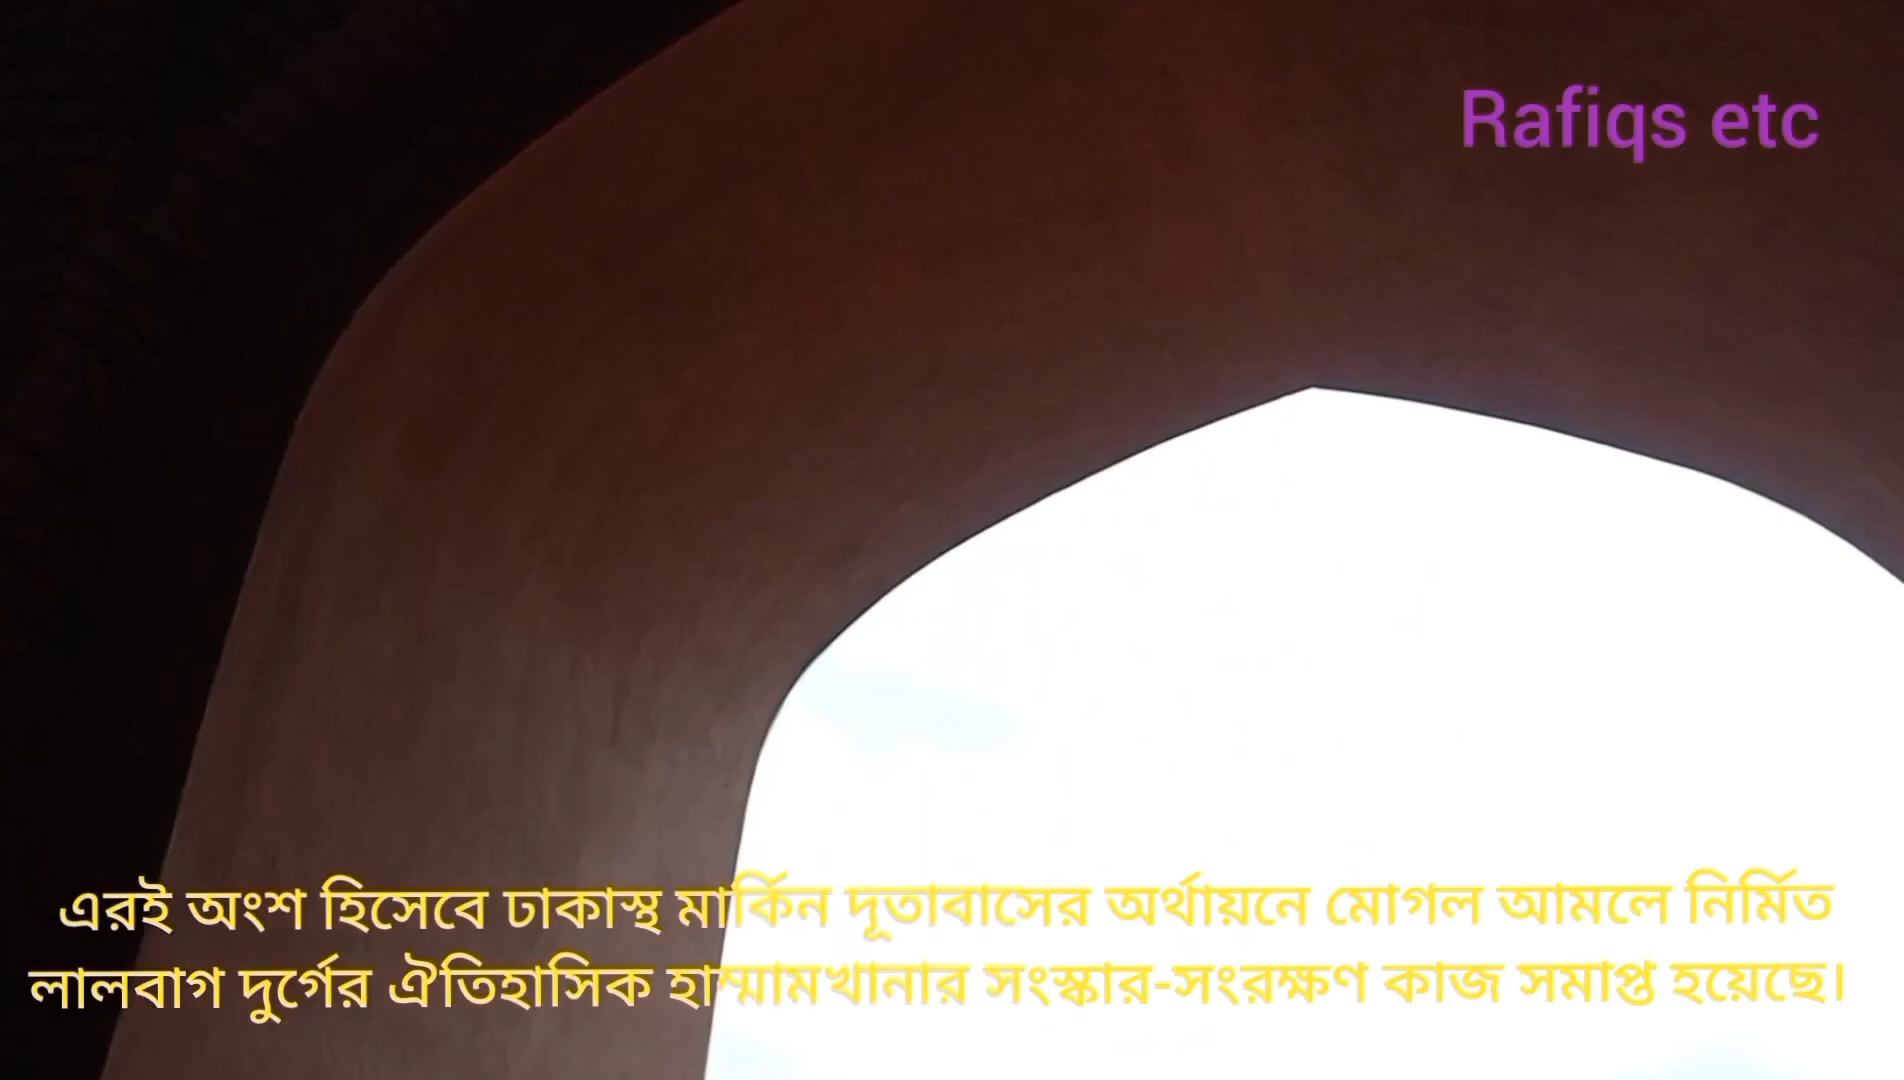 Rafiqs etc
এরই অংশ হিসেবে ঢাকাস্থ মার্কিন দূতাবাসের অর্থায়নে মোগল আমলে নির্মিত
লালবাগ দুর্গের ঐতিহাসিক হাম্মামখানার সংস্কার-সংরক্ষণ কাজ সমাপ্ত হয়েছে।